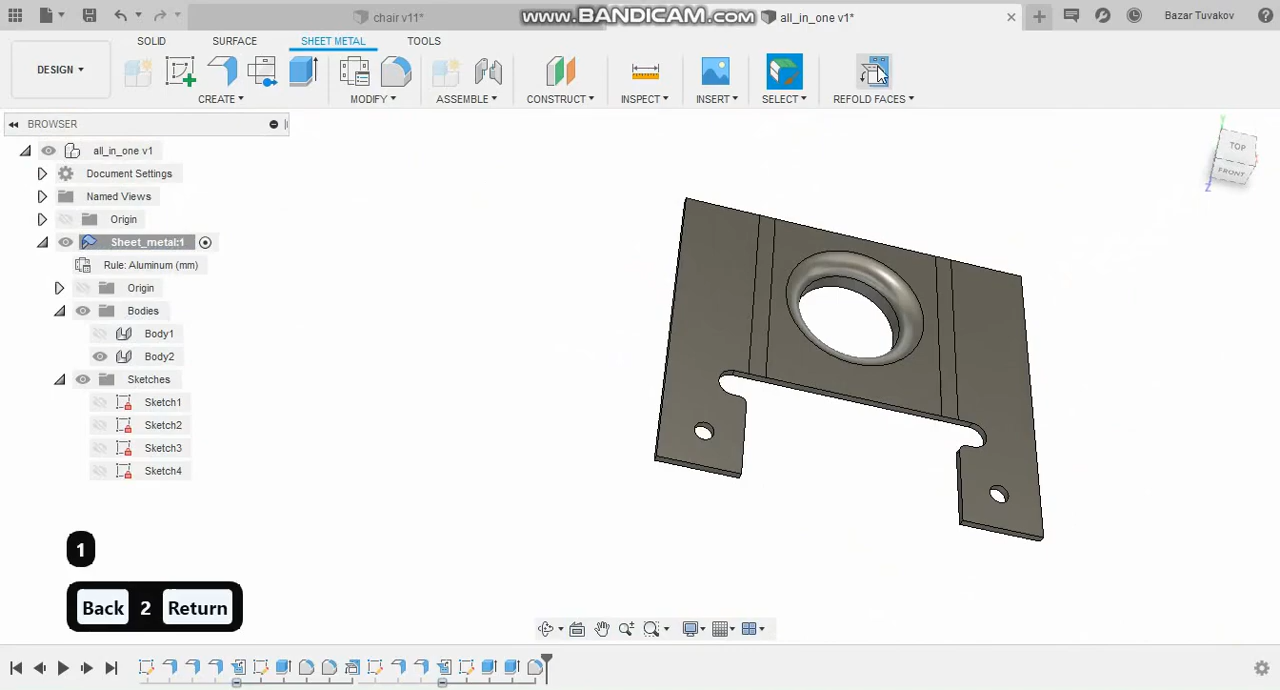 chair v11*
www.BANDICAM.com
all_in_one v1*
Bazar Tuvakov
SOLID
SURFACE
SHEET METAL
TOOLS
DESIGN
CREATE
MODIFY
ASSEMBLE
CONSTRUCT
INSPECT
INSERT
SELECT
REFOLD FACES
BROWSER
all_in_one v1
TOP
FRONT
Y
Z
Document Settings
Named Views
Origin
Sheet_metal:1
Rule: Aluminum (mm)
Origin
Bodies
Body1
Body2
Sketches
Sketch1
Sketch2
Sketch3
Sketch4
1
Back 2 Return